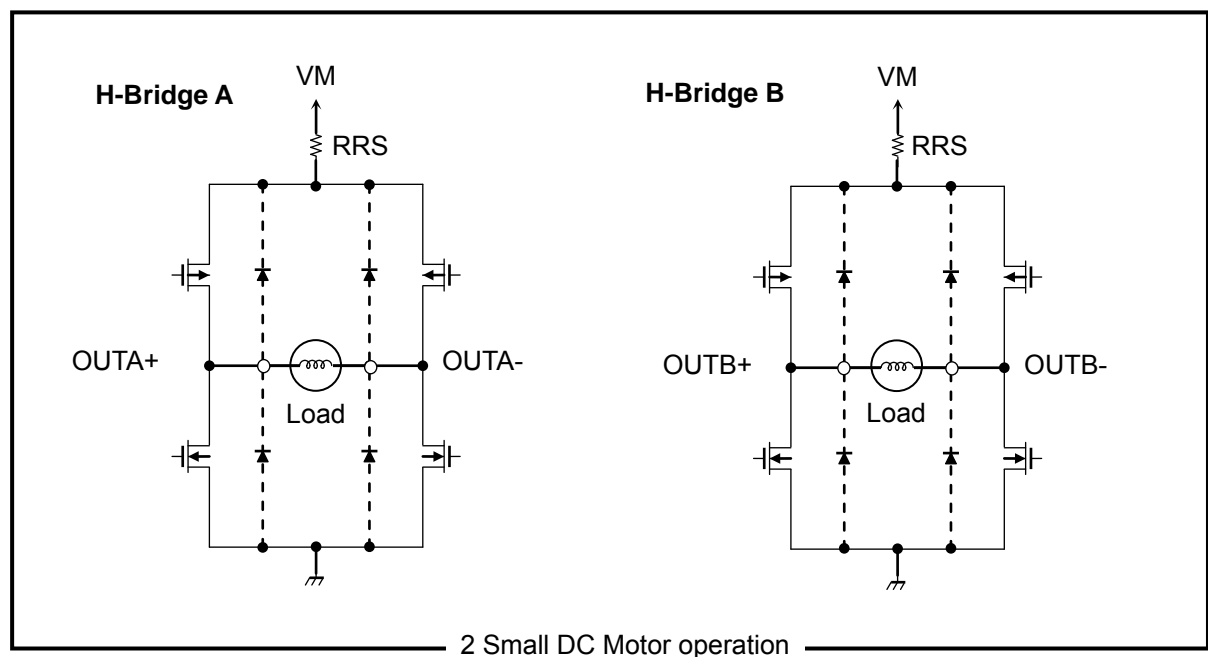 H-Bridge A
VM
RRS
OUTA+
OUTA-
Load
H-Bridge B
VM
RRS
OUTB+
OUTB-
Load
2 Small DC Motor operation